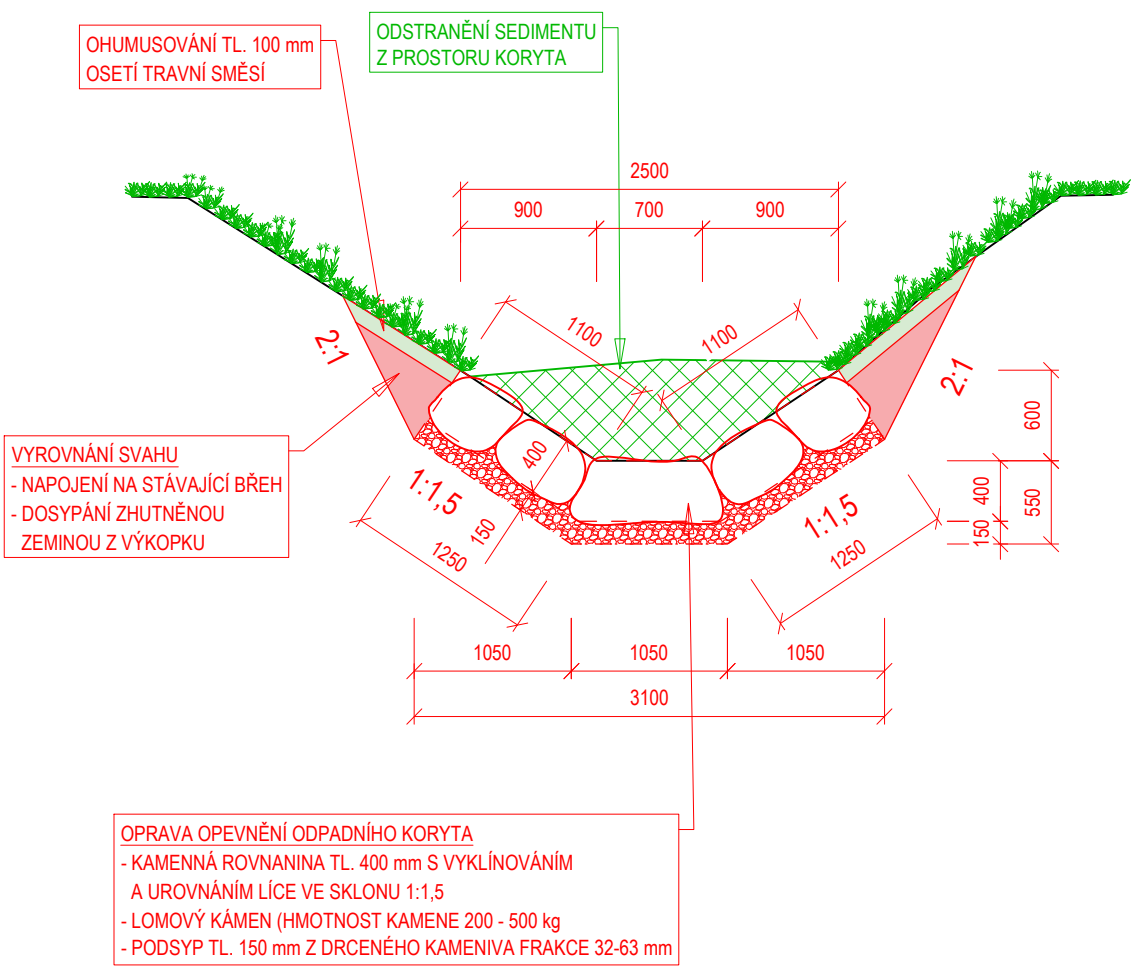 OHUMUSOVÁNÍ TL. 100 mm
OSETÍ TRAVNÍ SMĚSÍ
ODSTRANĚNÍ SEDIMENTU
Z PROSTORU KORYTA
2500
900
700
900
1100
1100
2:1
2:1
VYROVNÁNÍ SVAHU
- NAPOJENÍ NA STÁVAJÍCÍ BŘEH
- DOSYPÁNÍ ZHUTNĚNOU
ZEMINOU Z VÝKOPKU
400
150
1:1,5
1:1,5
1250
1250
600
400
550
150
1050
1050
1050
3100
OPRAVA OPEVNĚNÍ ODPADNÍHO KORYTA
- KAMENNÁ ROVNANINA TL. 400 mm S VYKLÍNOVÁNÍM
A UROVNÁNÍM LÍCE VE SKLONU 1:1,5
- LOMOVÝ KÁMEN (HMOTNOST KAMENE 200 - 500 kg
- PODSYP TL. 150 mm Z DRCENÉHO KAMENIVA FRAKCE 32-63 mm